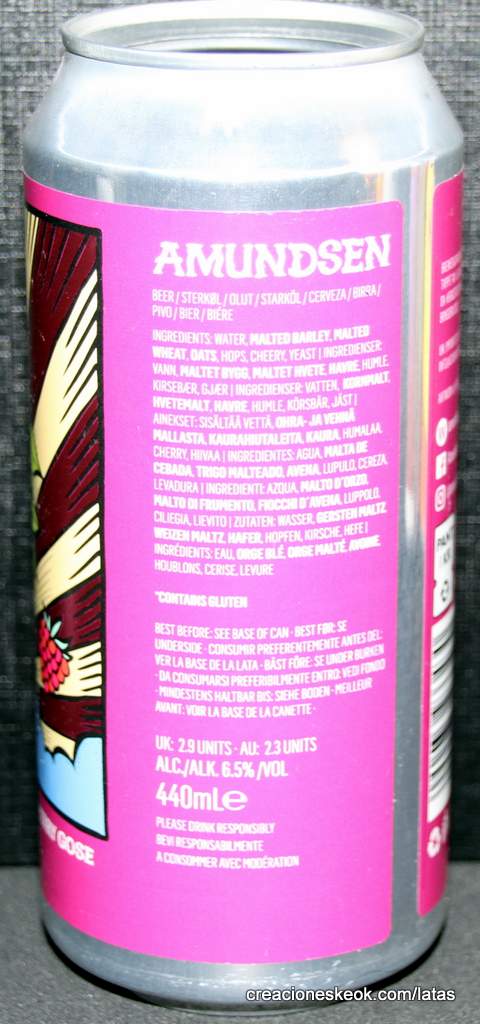 AMUNDSEN
BEER / STERKØL / OLUT / STARKÖL / CERVEZA / BIRRA /
PIVO / BIER / BIÈRE
INGREDIENTS: WATER, MALTED BARLEY, MALTED
WHEAT, OATS, HOPS, CHEERY, YEAST | INGREDIENSER:
VANN, MALTET BYGG, MALTET HVETE, HAVRE, HUMLE,
KIRSEBÆR, GJÆR | INGREDIENSER: VATTEN, KORNMALT,
HVETEMALT, HAVRE, HUMLE, KÖRSBÄR, JÄST |
AINEKSET: SISÄLTÄÄ VETTÄ, OHRA- JA VEHNÄ
MALLASTA, KAURAHIUTALEITA, KAURA, HUMALAA,
CHERRY, HIIVAA | INGREDIENTES: AGUA, MALTA DE
CEBADA, TRIGO MALTEADO, AVENA, LUPULO, CEREZA,
LEVADURA | INGREDIENTI: AZQUA, MALTO D'ORZO,
MALTO DI FRUMENTO, FIOCCHI D'AVENA, LUPPOLO,
CILIEGIA, LIEVITO | ZUTATEN: WASSER, GERSTEN MALTZ,
WEIZEN MALTZ, HAFER, HOPFEN, KIRSCHE, HEFE |
INGRÉDIENTS: EAU, ORGE BLÉ, ORGE MALTÉ, AVOINE,
HOUBLONS, CERISE, LEVURE
*CONTAINS GLUTEN
BEST BEFORE: SEE BASE OF CAN · BEST FØR: SE
UNDERSIDE · CONSUMIR PREFERENTEMENTE ANTES DEL:
VER LA BASE DE LA LATA · BÄST FÖRE: SE UNDER BURKEN
· DA CONSUMARSI PREFERIBILMENTE ENTRO: VEDI FONDO
· MINDESTENS HALTBAR BIS: SIEHE BODEN · MEILLEUR
AVANT: VOIR LA BASE DE LA CANETTE ·
UK: 2.9 UNITS · AU: 2.3 UNITS
ALC./ALK. 6.5% /VOL
440mLe
PLEASE DRINK RESPONSIBLY
BEVI RESPONSABILMENTE
A CONSOMMER AVEC MODÉRATION
GOSE
creacioneskeok.com/latas